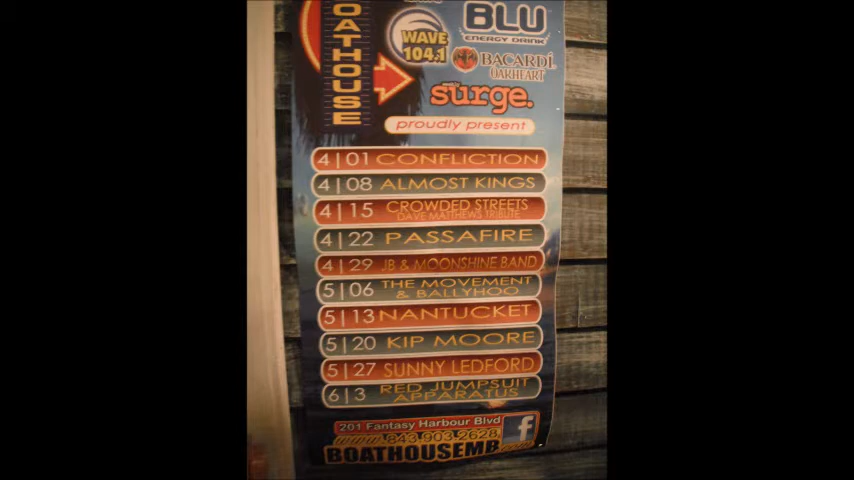 OATHOUSE
WAVE
104.1
BLU
ENERGY DRINK
BACARDÍ
OAKHEART
surge.
proudly present
4|01 CONFLICTION
4|08 ALMOST KINGS
4|15 CROWDED STREETS
DAVE MATTHEWS TRIBUTE
4|22 PASSAFIRE
4|29 JB & MOONSHINE BAND
5|06 THE MOVEMENT
& BALLYHOO
5|13 NANTUCKET
5|20 KIP MOORE
5|27 SUNNY LEDFORD
6|3 RED JUMPSUIT
APPARATUS
201 Fantasy Harbour Blvd
www. 843.903.2628
BOATHOUSEMB
f